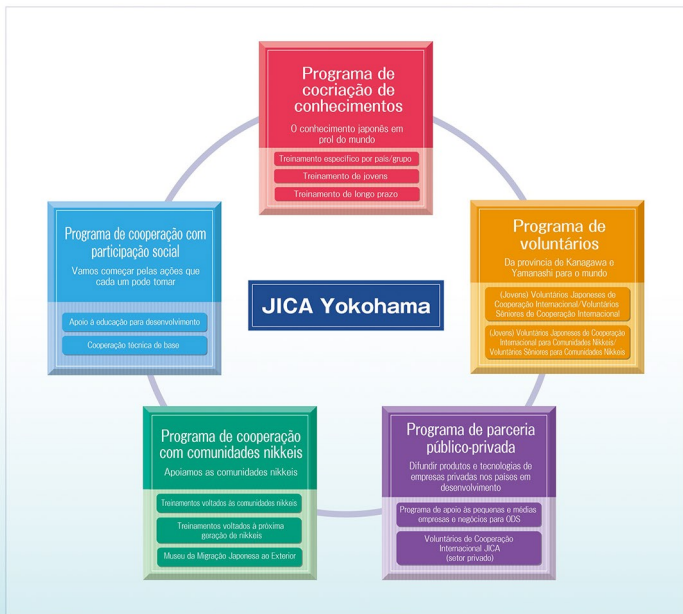 Programa de
cocriação de
conhecimentos
O conhecimento japonês em
prol do mundo
Treinamento específico por país/grupo
Treinamento de jovens
Treinamento de longo prazo
Programa de cooperação com
participação social
Vamos começar pelas ações que
cada um pode tomar
Apoio à educação para desenvolvimento
Cooperação técnica de base
Programa de
voluntários
Da província de Kanagawa e
Yamanashi para o mundo
(Jovens) Voluntários Japoneses de
Cooperação Internacional/Voluntários
Sêniores de Cooperação Internacional
(Jovens) Voluntários Japoneses de Cooperação
Internacional para Comunidades Nikkeis/
Voluntários Sêniores para Comunidades Nikkeis
JICA Yokohama
Programa de cooperação
com comunidades nikkeis
Apoiamos as comunidades nikkeis
Treinamentos voltados às comunidades nikkeis
Treinamentos voltados à próxima
geração de nikkeis
Museu da Migração Japonesa ao Exterior
Programa de parceria
público-privada
Difundir produtos e tecnologias de
empresas privadas nos países em
desenvolvimento
Programa de apoio às pequenas e médias
empresas e negócios para ODS
Voluntários de Cooperação
Internacional JICA
(setor privado)